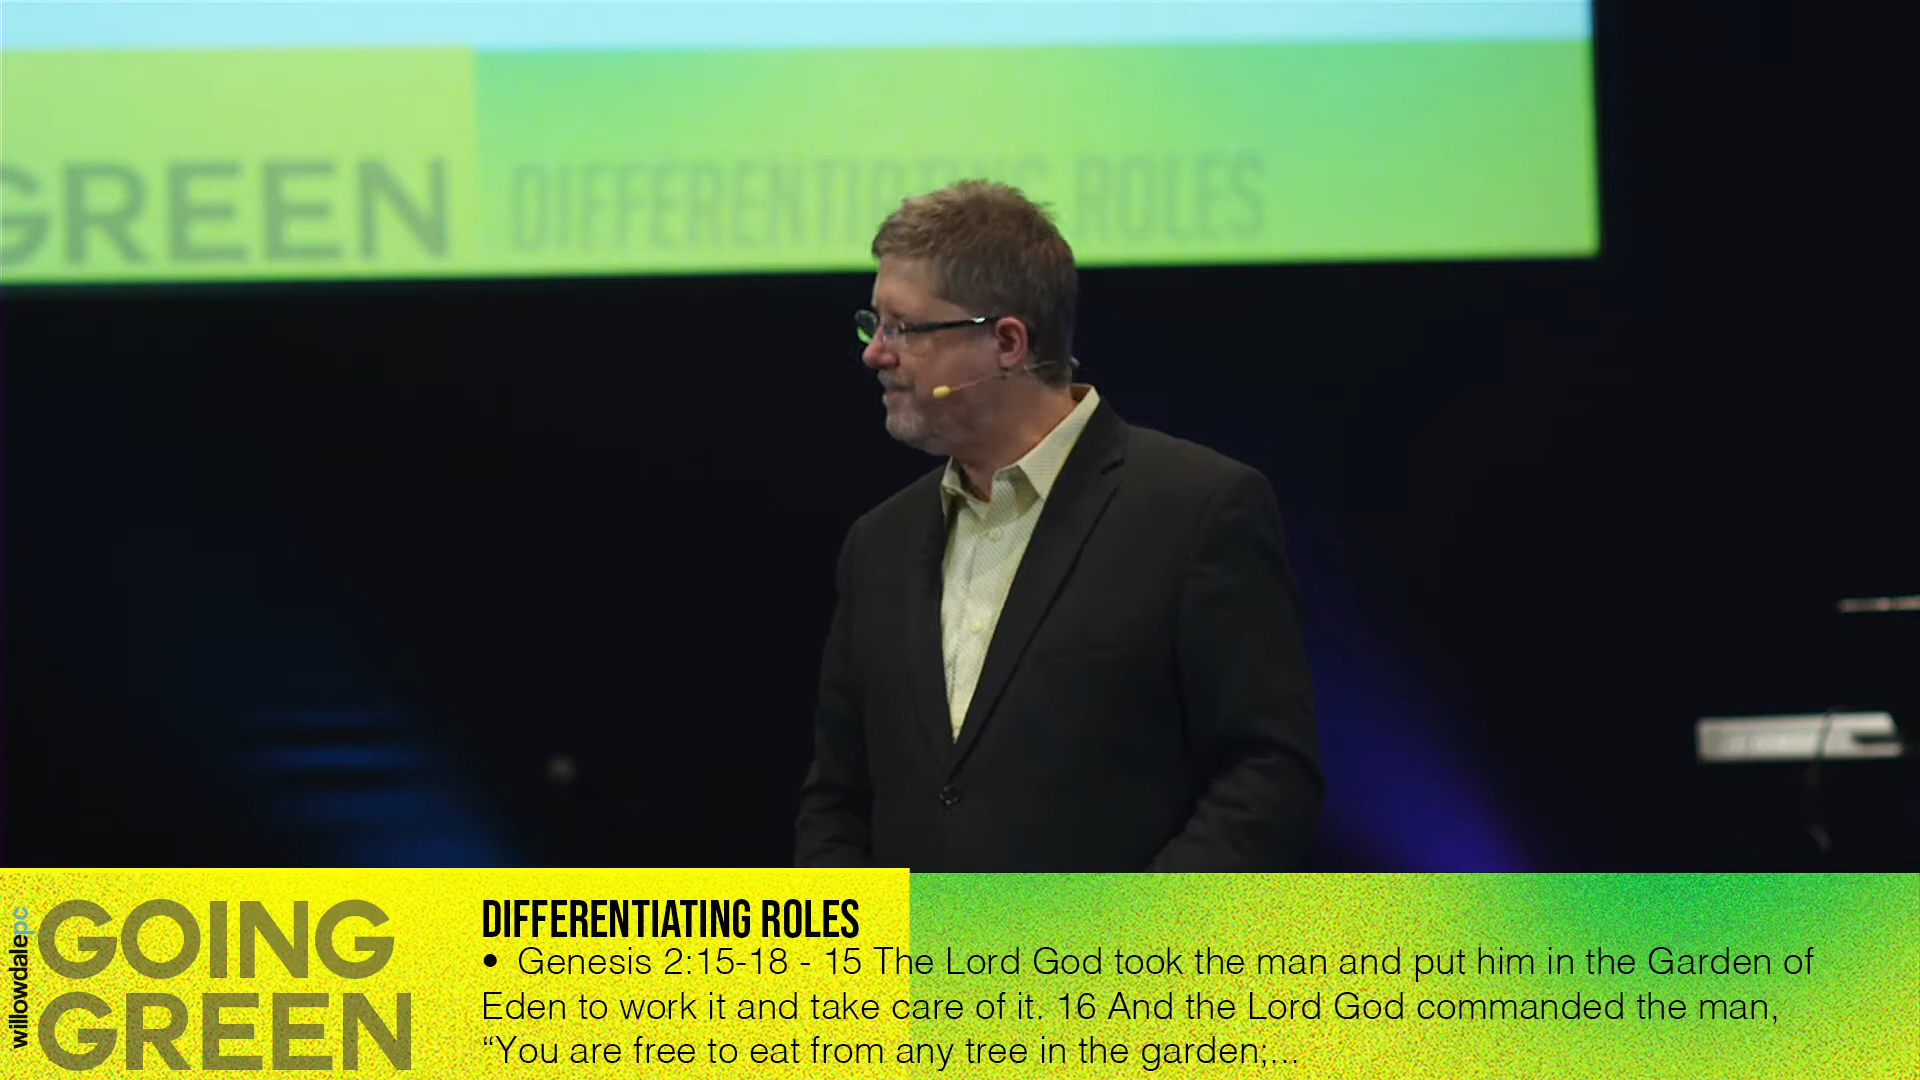 GREEN DIFFERENTIATING ROLES
willowdalepc
GOING
GREEN
DIFFERENTIATING ROLES
• Genesis 2:15-18 - 15 The Lord God took the man and put him in the Garden of
Eden to work it and take care of it. 16 And the Lord God commanded the man,
“You are free to eat from any tree in the garden;...